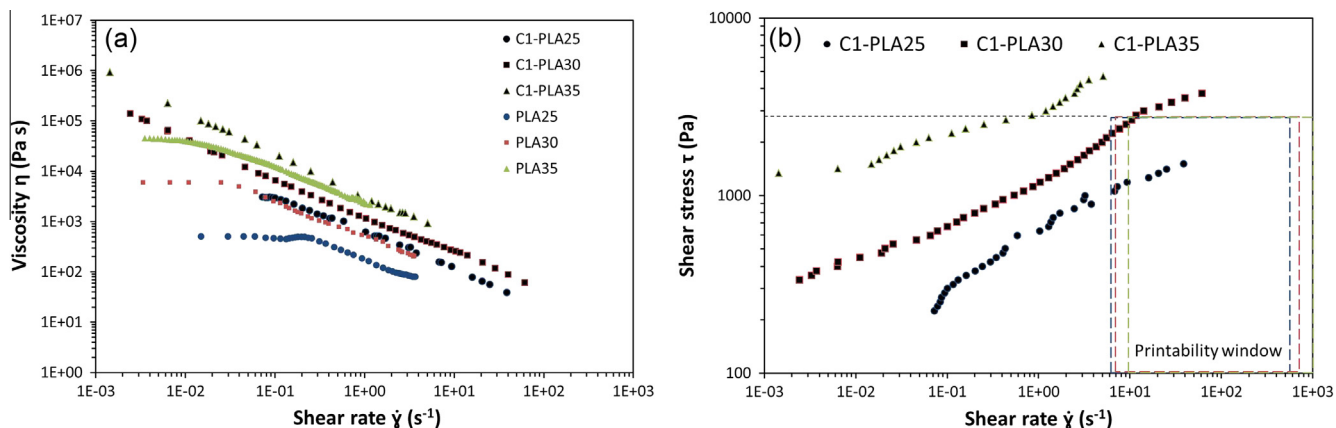 (a)
1E+07
1E+06
1E+05
1E+04
1E+03
1E+02
1E+01
1E+00
Viscosity η (Pa s)
1E-03 1E-02 1E-01 1E+00 1E+01 1E+02 1E+03
Shear rate γ̇ (s⁻¹)
C1-PLA25
C1-PLA30
C1-PLA35
PLA25
PLA30
PLA35
(b)
C1-PLA25 C1-PLA30 C1-PLA35
10000
1000
100
Shear stress τ (Pa)
Printability window
1E-03 1E-02 1E-01 1E+00 1E+01 1E+02 1E+03
Shear rate γ̇ (s⁻¹)